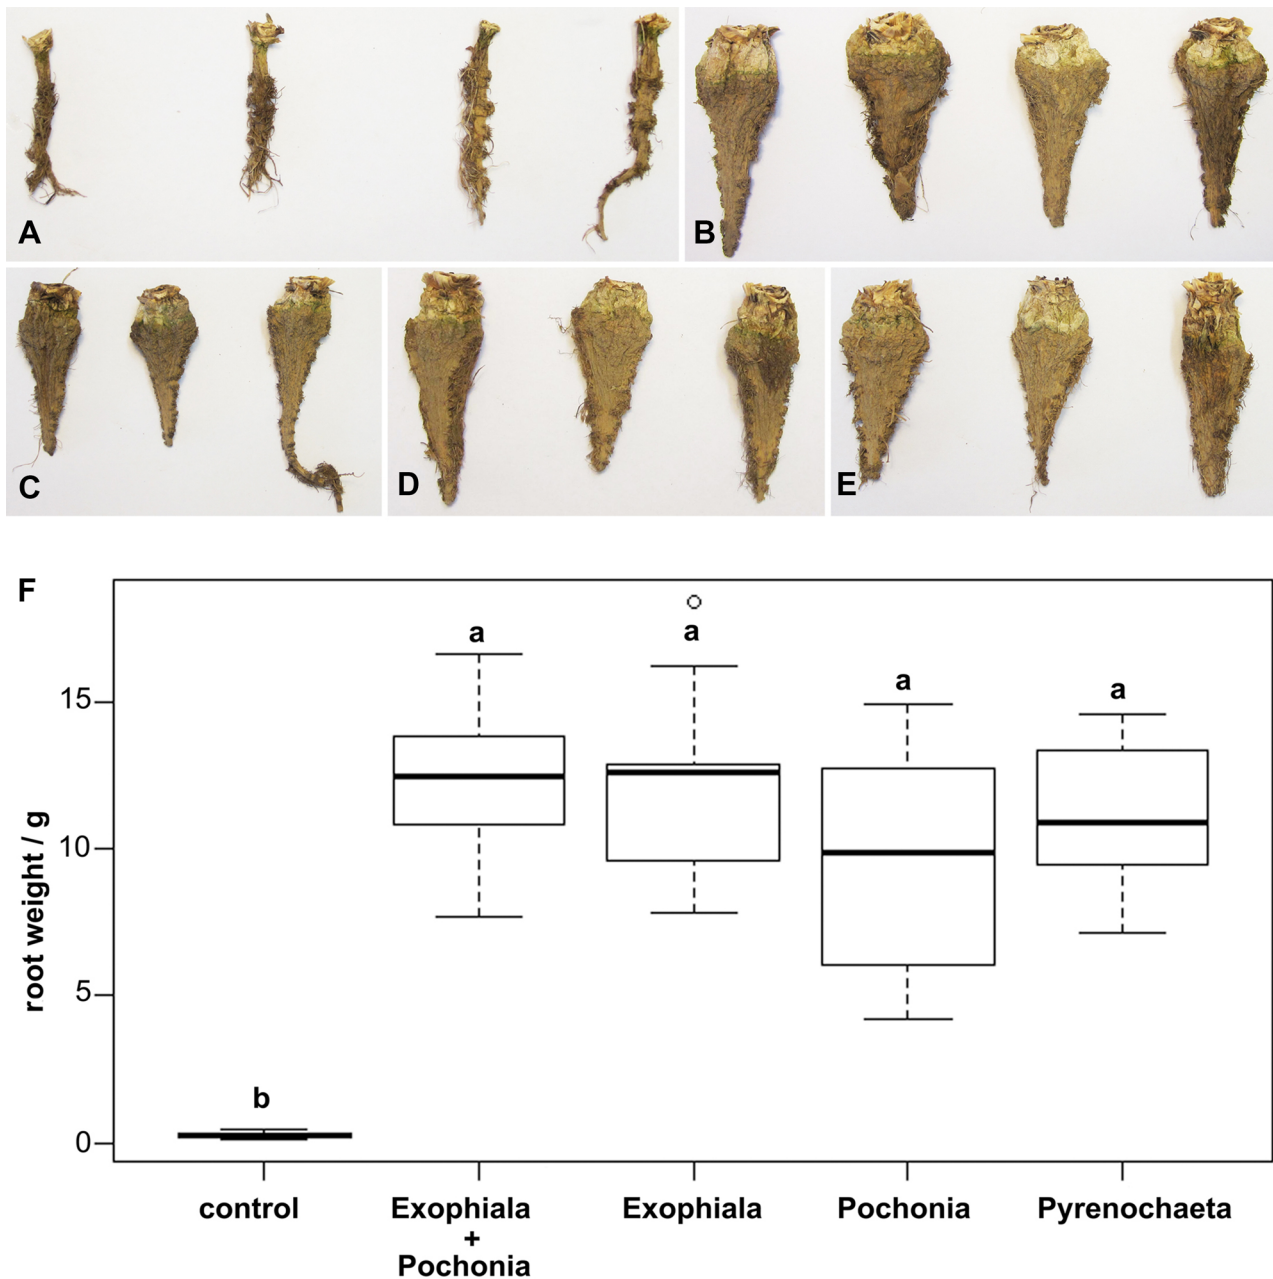 A
B
C
D
E
F
a
a
a
a
b
15
10
5
0
root weight / g
control
Exophiala
+
Pochonia
Exophiala
Pochonia
Pyrenochaeta